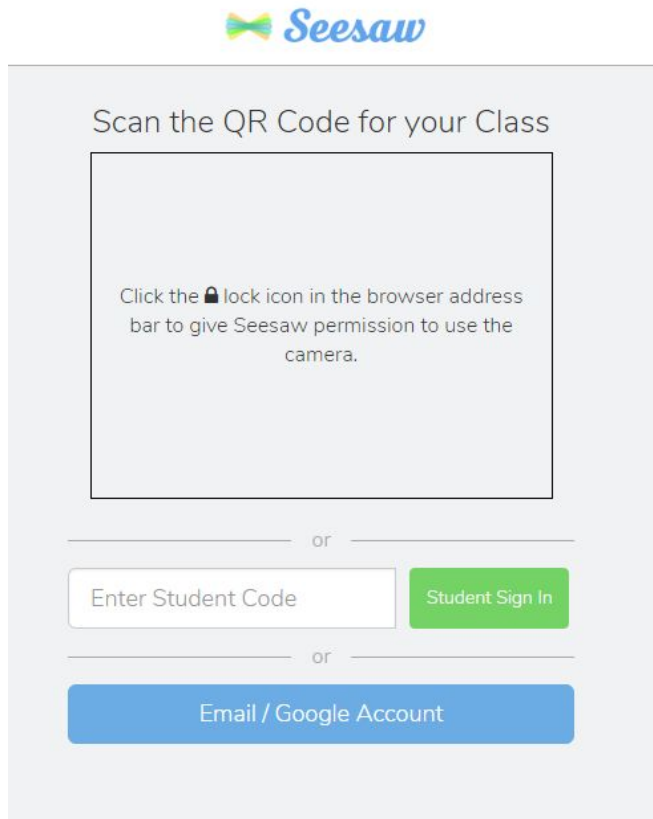 Seesaw
Scan the QR Code for your Class
Click the lock icon in the browser address
bar to give Seesaw permission to use the
camera.
or
Enter Student Code
Student Sign In
or
Email / Google Account